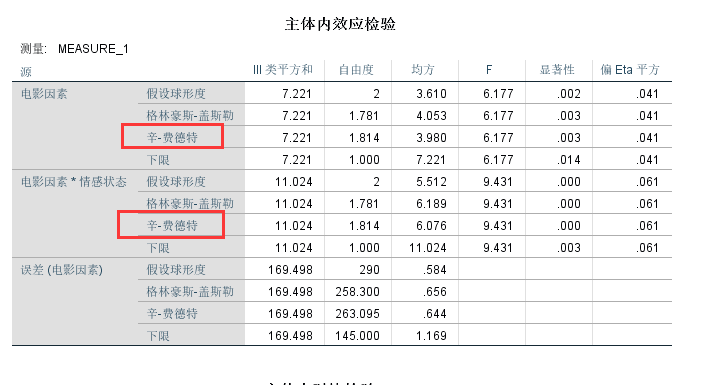 主体内效应检验
测量: MEASURE_1
源 III 类平方和 自由度 均方 F 显著性 偏 Eta 平方
电影因素 假设球形度 7.221 2 3.610 6.177 .002 .041
格林豪斯-盖斯勒 7.221 1.781 4.053 6.177 .003 .041
辛-费德特 7.221 1.814 3.980 6.177 .003 .041
下限 7.221 1.000 7.221 6.177 .014 .041
电影因素 * 情感状态 假设球形度 11.024 2 5.512 9.431 .000 .061
格林豪斯-盖斯勒 11.024 1.781 6.189 9.431 .000 .061
辛-费德特 11.024 1.814 6.076 9.431 .000 .061
下限 11.024 1.000 11.024 9.431 .003 .061
误差 (电影因素) 假设球形度 169.498 290 .584
格林豪斯-盖斯勒 169.498 258.300 .656
辛-费德特 169.498 263.095 .644
下限 169.498 145.000 1.169